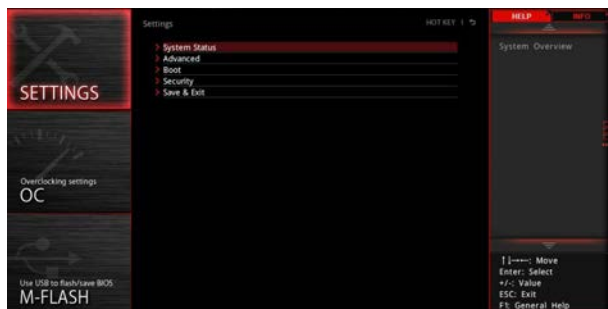 SETTINGS
Overclocking settings
OC
Use USB to flash/save BIOS
M-FLASH
Settings
HOT KEY | ⮌
System Status
Advanced
Boot
Security
Save & Exit
HELP
INFO
System Overview
↑↓→←: Move
Enter: Select
+/-: Value
ESC: Exit
F1: General Help